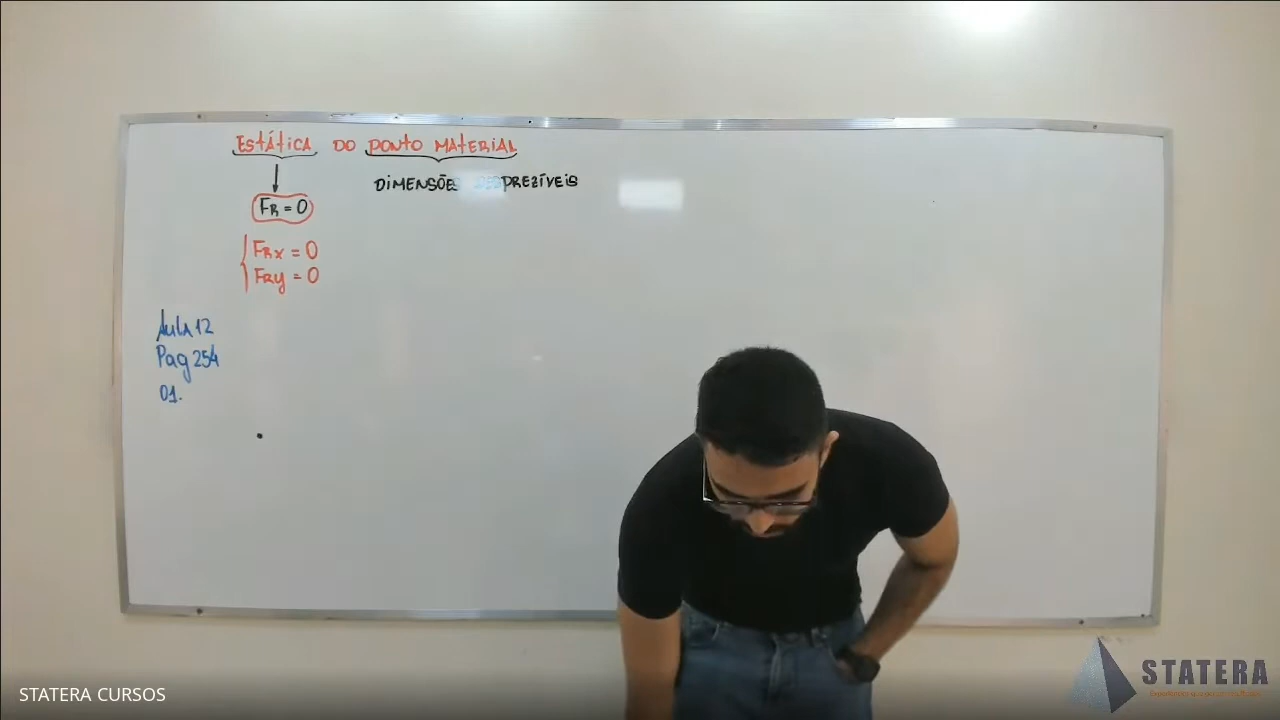 ESTÁTICA DO PONTO MATERIAL
DIMENSÕES DESPREZÍVEIS
FR = 0
FRx = 0
FRy = 0
Aula 12
Pag 254
01.
STATERA CURSOS
STATERA